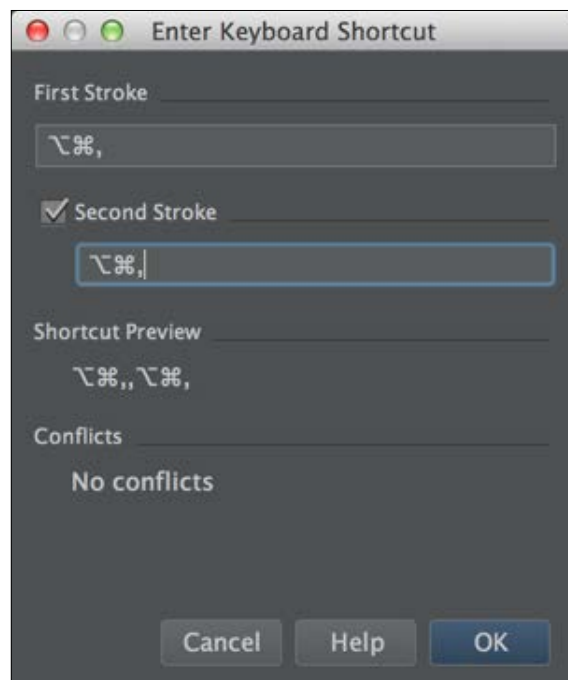 Enter Keyboard Shortcut
First Stroke
⌥⌘,
Second Stroke
⌥⌘,
Shortcut Preview
⌥⌘,,⌥⌘,
Conflicts
No conflicts
Cancel Help OK